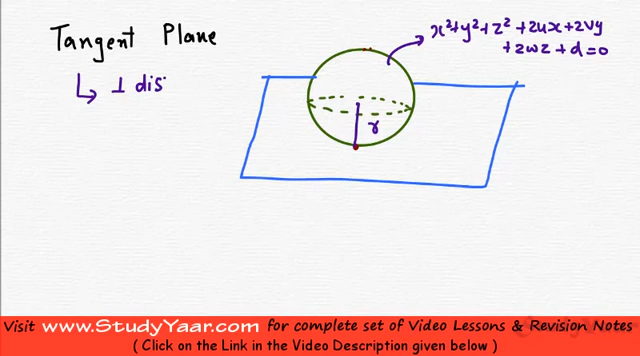 Tangent Plane
⊥ dis
x²+y²+z²+2ux+2vy
+2wz+d=0
r
Visit www.StudyYaar.com for complete set of Video Lessons & Revision Notes
( Click on the Link in the Video Description given below )